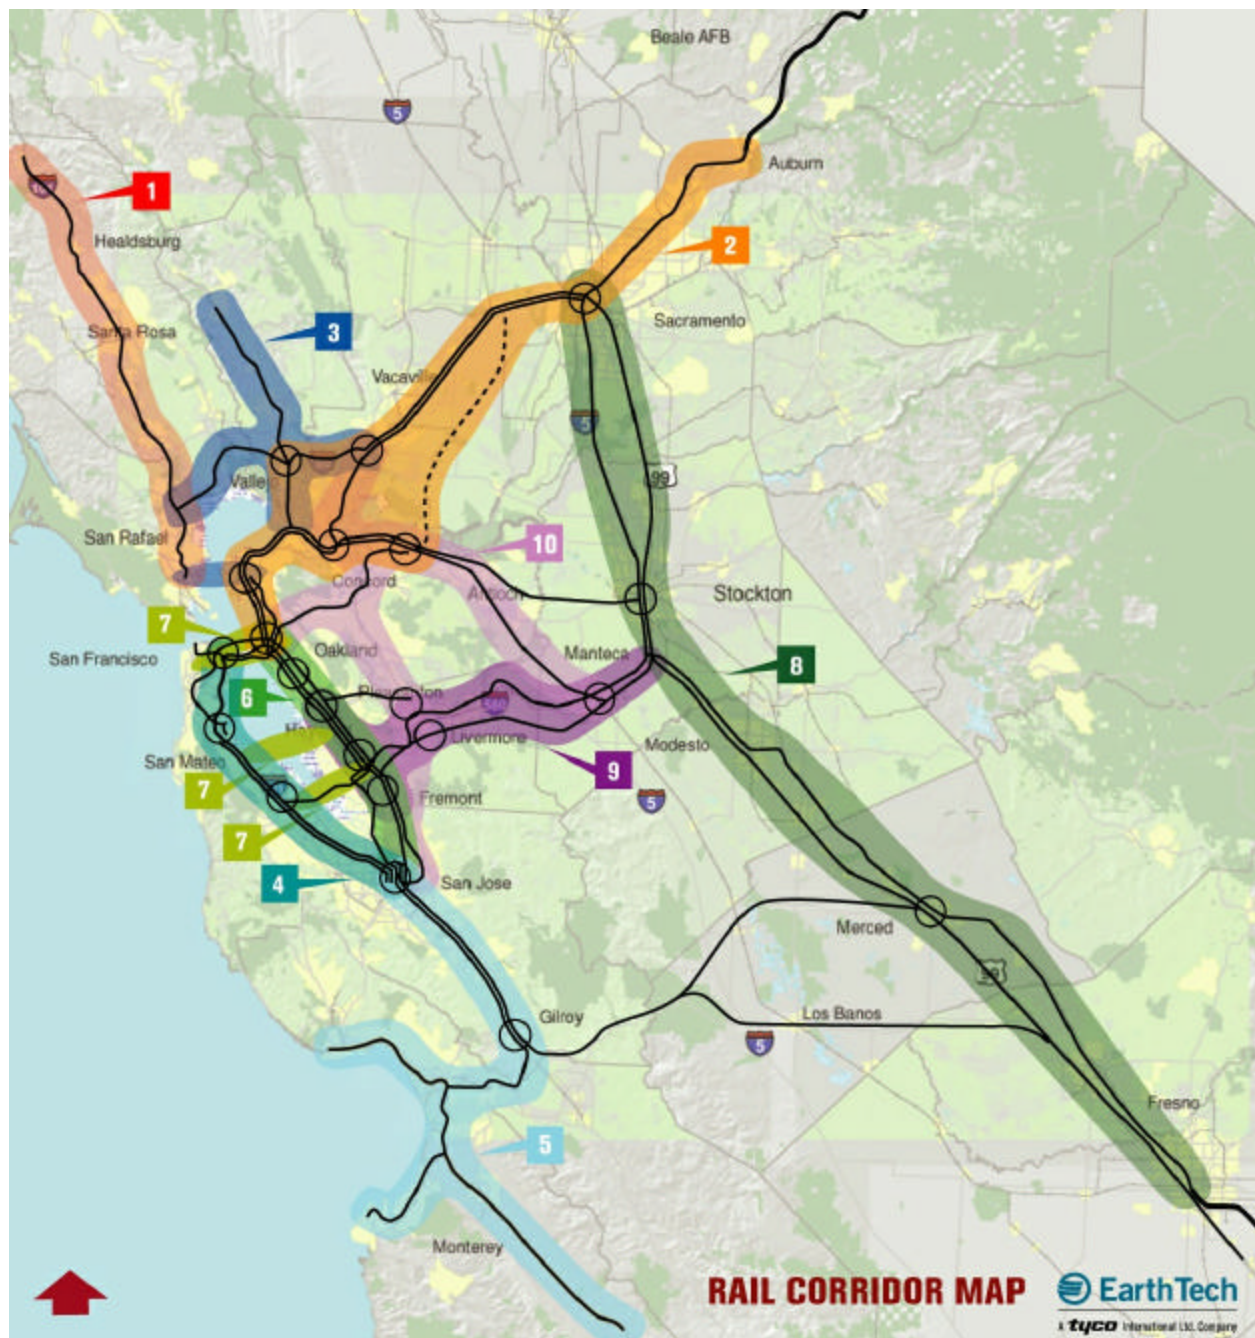 Beale AFB
5
Auburn
101
1
Healdsburg
2
Santa Rosa
3
Sacramento
Vacaville
5
99
Vallejo
San Rafael
10
Concord
Antioch
Stockton
7
San Francisco
Oakland
Manteca
8
6
Pleasanton
580
Livermore
Modesto
San Mateo
9
7
Fremont
5
7
4
San Jose
Merced
99
Gilroy
Los Banos
5
Fresno
5
Monterey
RAIL CORRIDOR MAP
EarthTech
A tyco International Ltd. Company